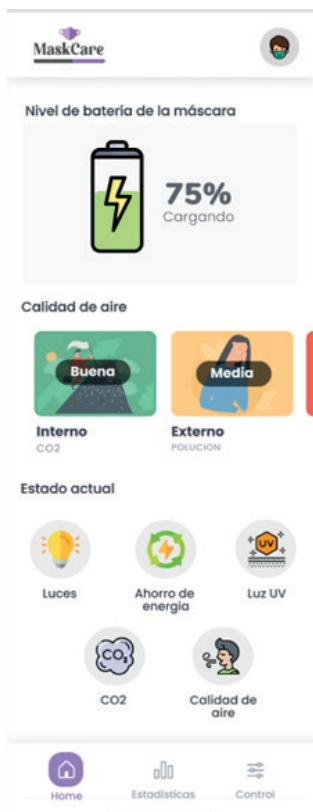 MaskCare
Nivel de batería de la máscara
75%
Cargando
Calidad de aire
Buena
Media
Interno
CO2
Externo
POLUCION
Estado actual
UV
Luces
Ahorro de
energia
Luz UV
CO₂
CO2
Calidad de
aire
Home
Estadisticas
Control